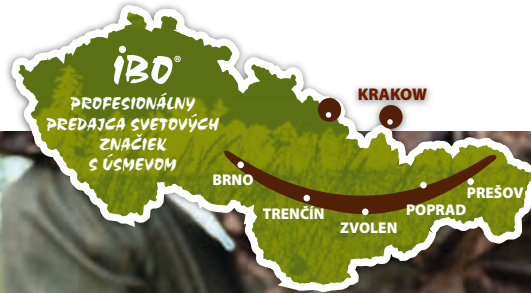 iBO®
PROFESIONÁLNY
PREDAJCA SVETOVÝCH
ZNAČIEK
S ÚSMEVOM
KRAKOW
BRNO
TRENČÍN
ZVOLEN
POPRAD
PREŠOV